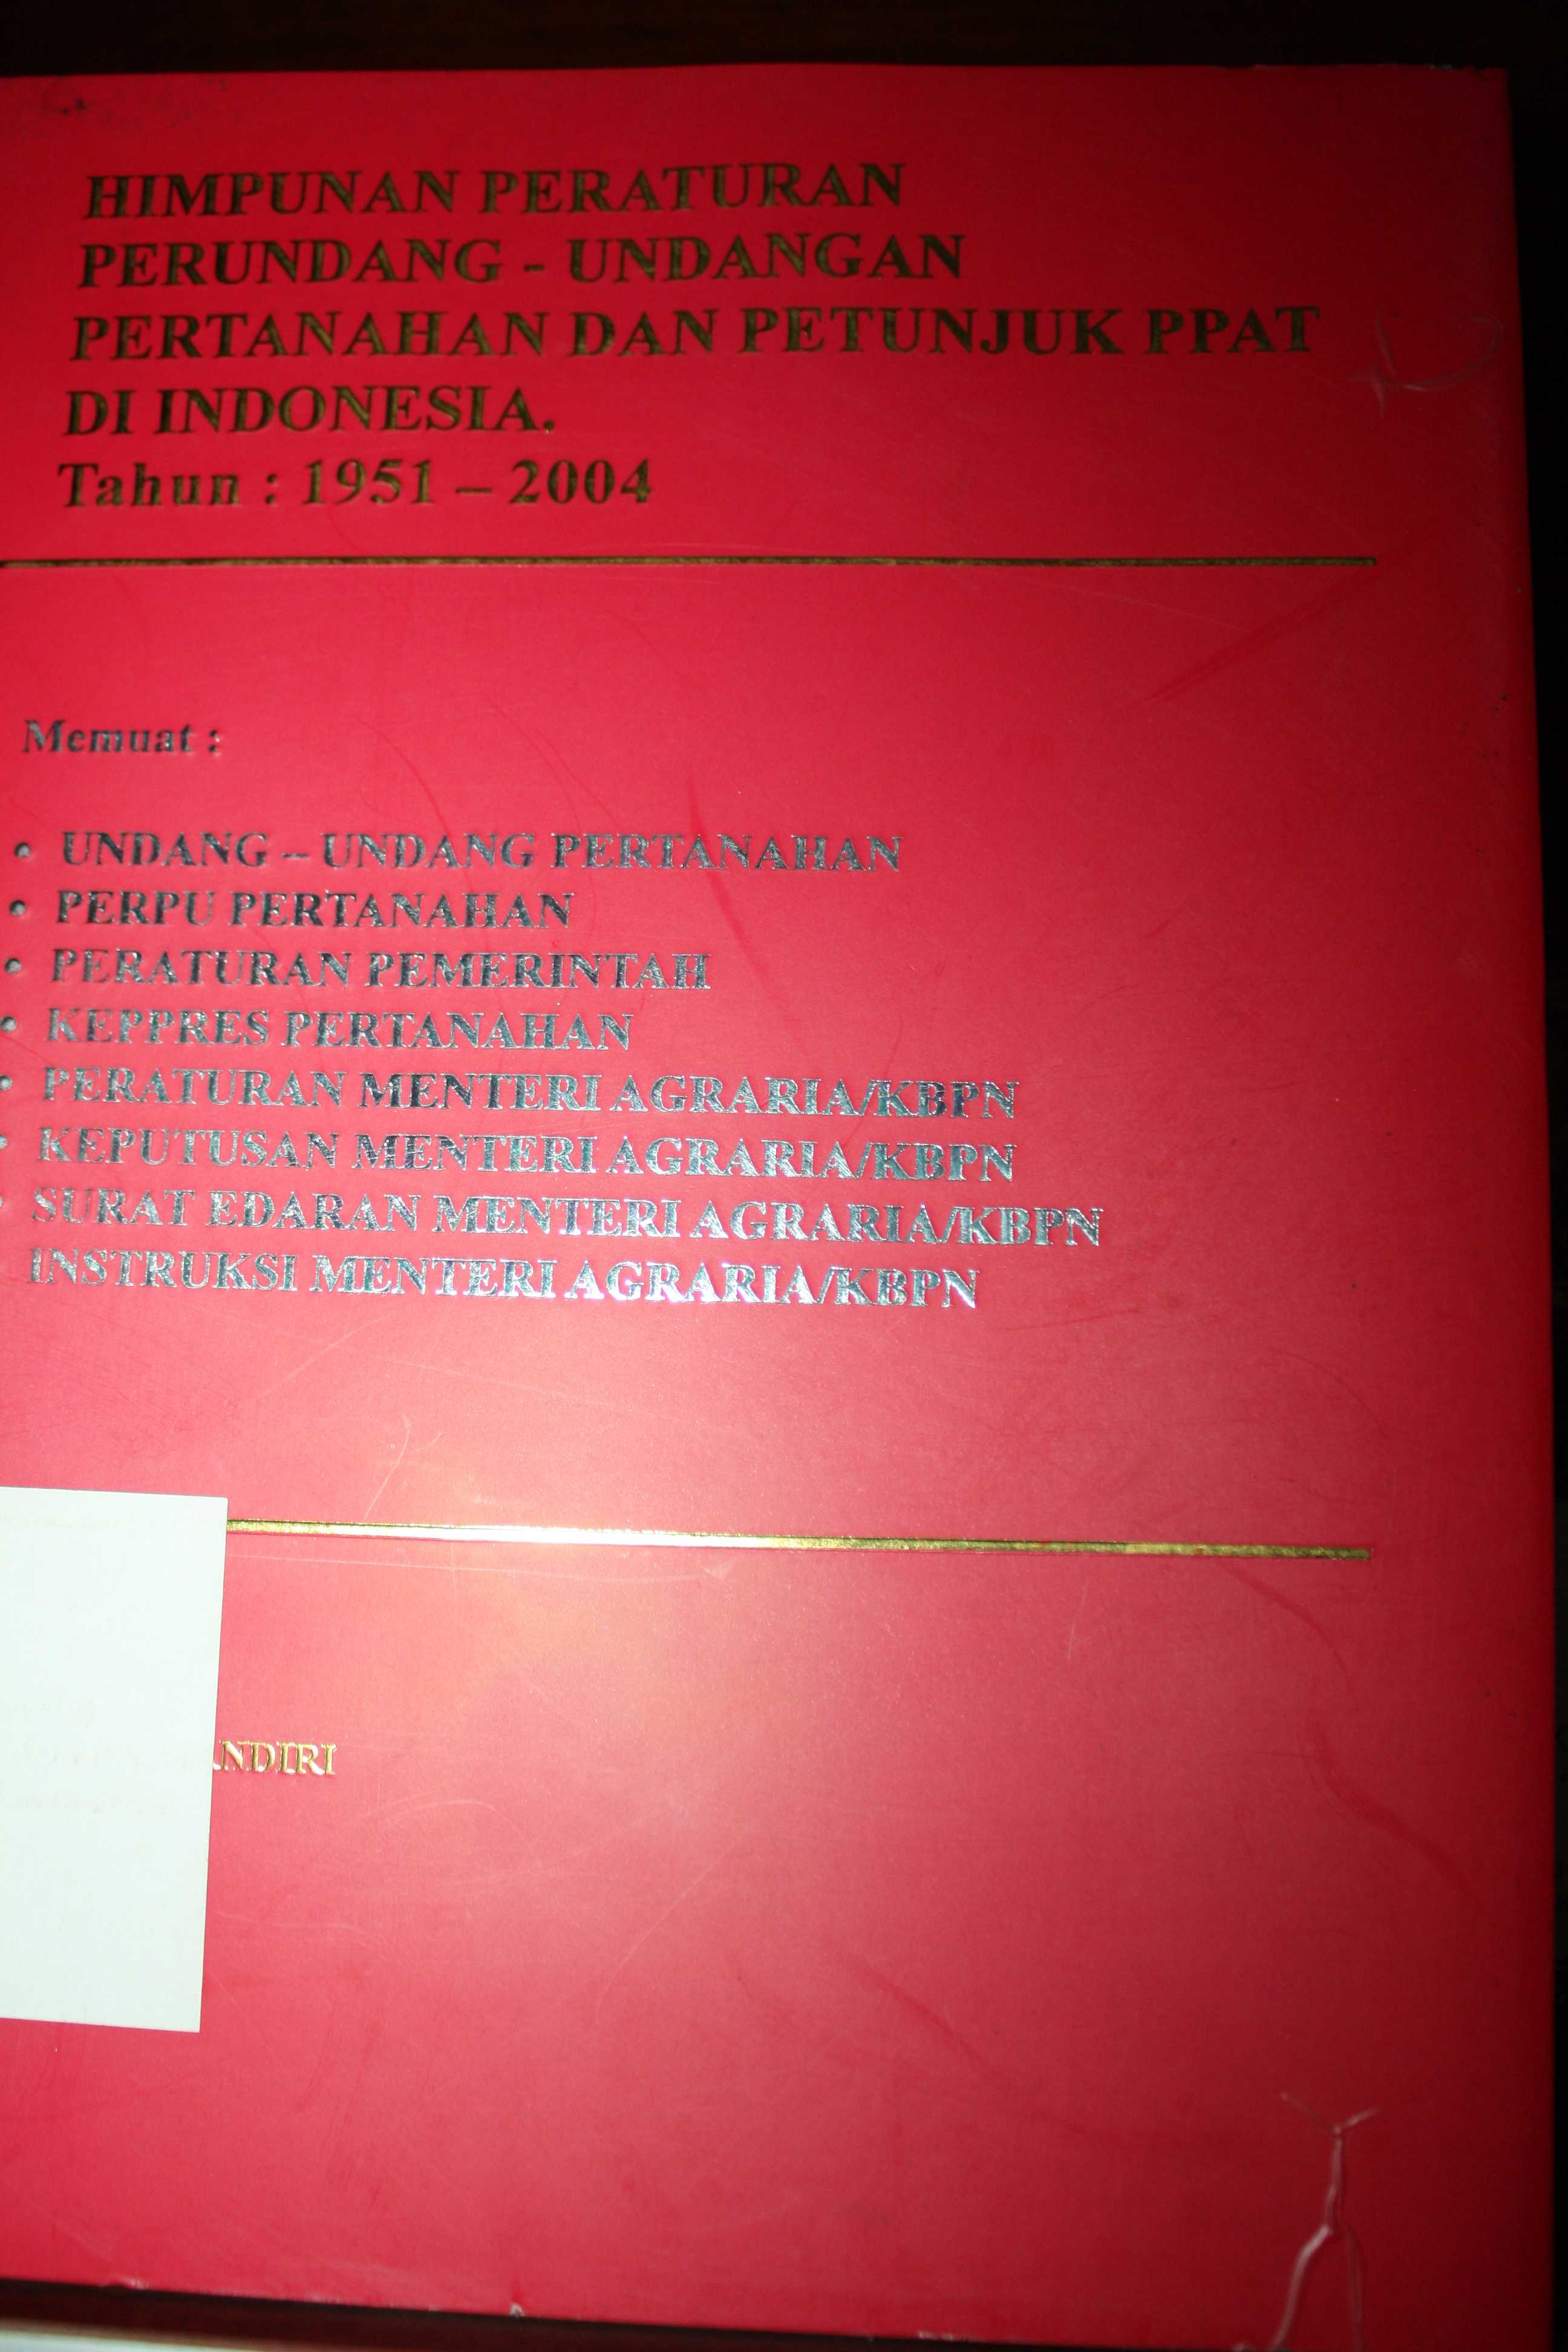 HIMPUNAN PERATURAN
PERUNDANG - UNDANGAN
PERTANAHAN DAN PETUNJUK PPAT
DI INDONESIA.
Tahun : 1951 – 2004
Memuat :
• UNDANG – UNDANG PERTANAHAN
• PERPU PERTANAHAN
• PERATURAN PEMERINTAH
• KEPPRES PERTANAHAN
• PERATURAN MENTERI AGRARIA/KBPN
• KEPUTUSAN MENTERI AGRARIA/KBPN
• SURAT EDARAN MENTERI AGRARIA/KBPN
INSTRUKSI MENTERI AGRARIA/KBPN